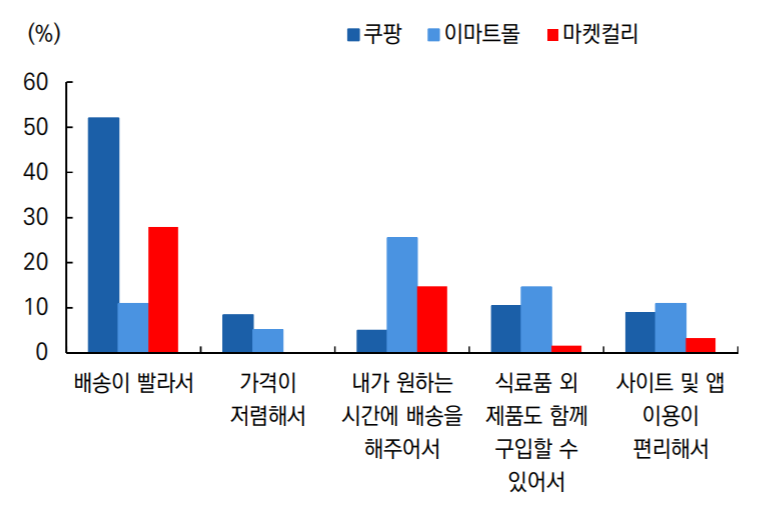 (%)
쿠팡 이마트몰 마켓컬리
60
50
40
30
20
10
0
배송이 빨라서
가격이
저렴해서
내가 원하는
시간에 배송을
해주어서
식료품 외
제품도 함께
구입할 수
있어서
사이트 및 앱
이용이
편리해서